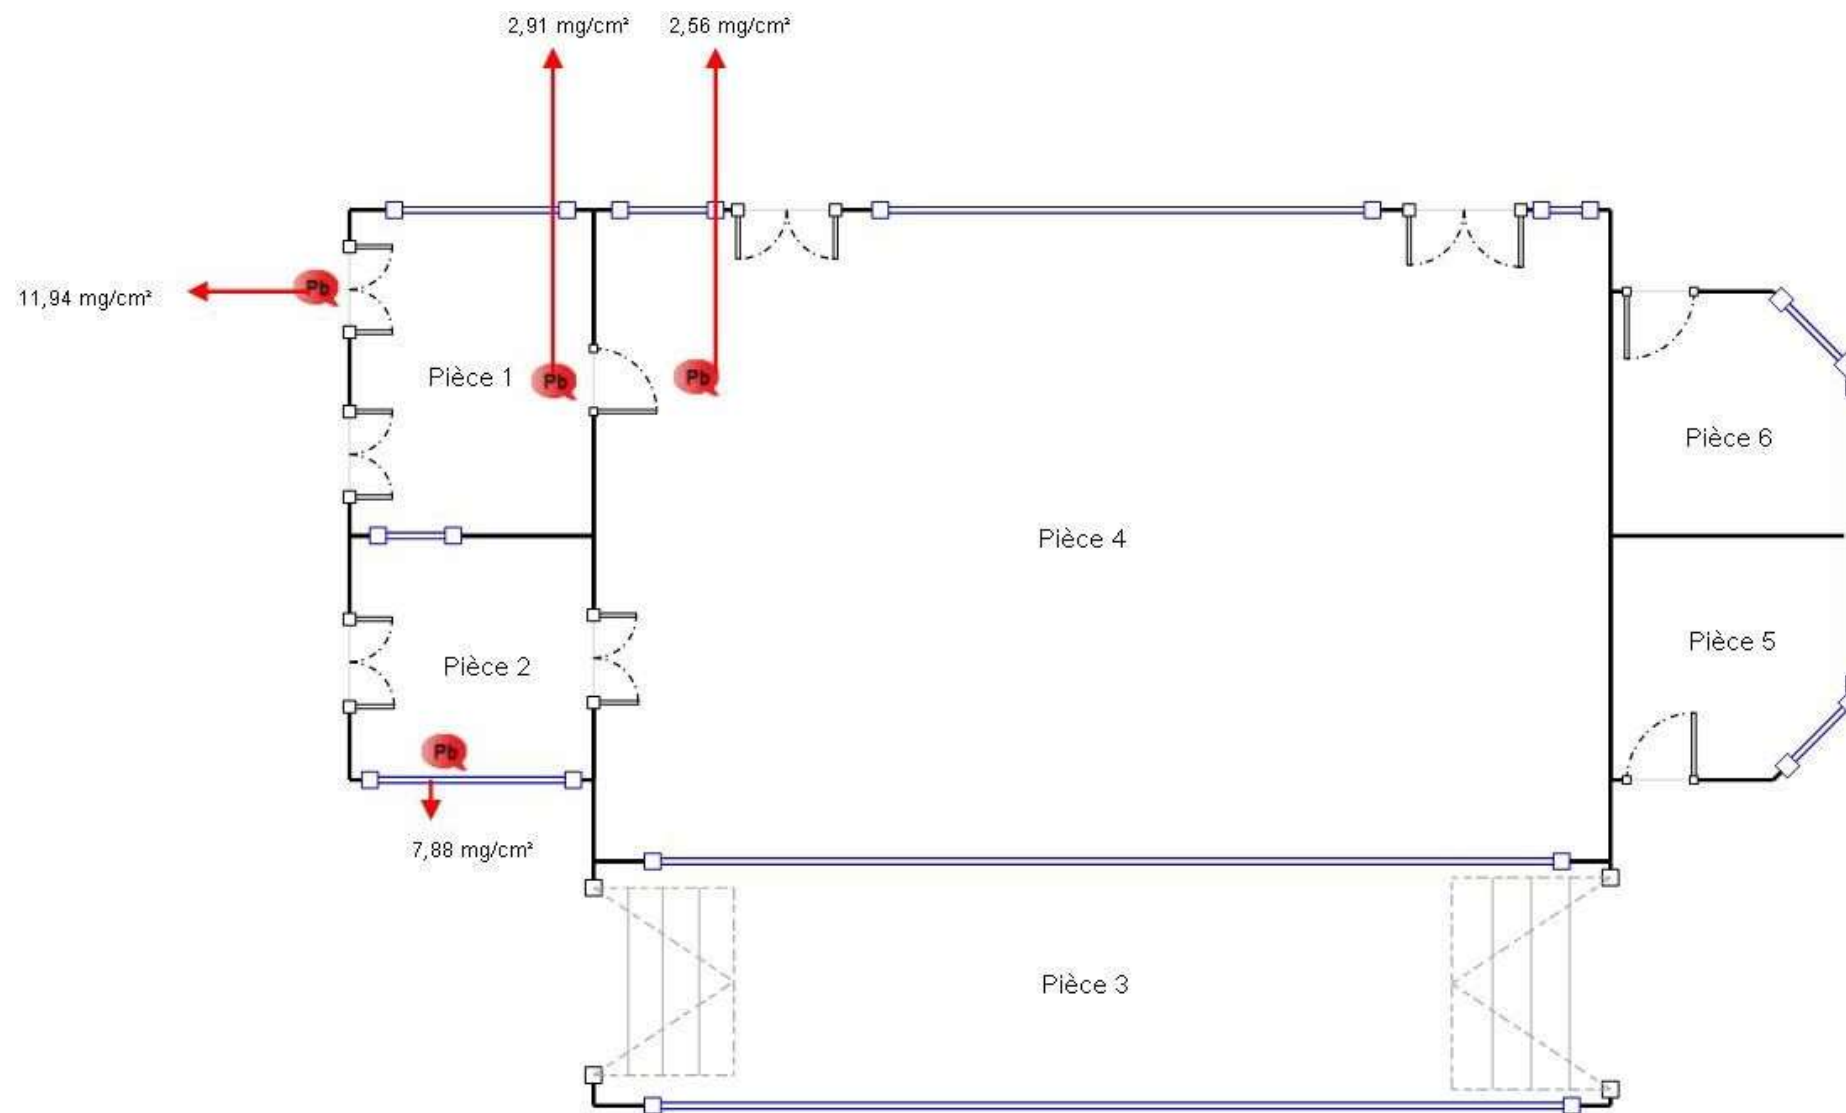 2,91 mg/cm²
2,56 mg/cm²
Pb
11,94 mg/cm²
Pièce 1
Pb
Pb
Pièce 6
Pièce 4
Pièce 5
Pièce 2
Pb
7,88 mg/cm²
Pièce 3